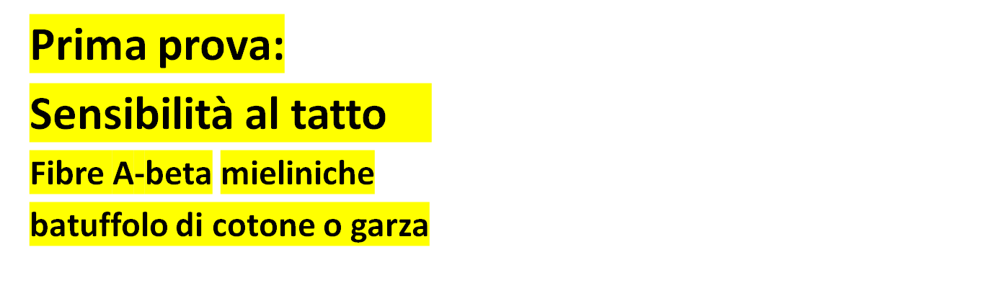 Prima prova:
Sensibilità al tatto
Fibre A-beta mieliniche
batuffolo di cotone o garza